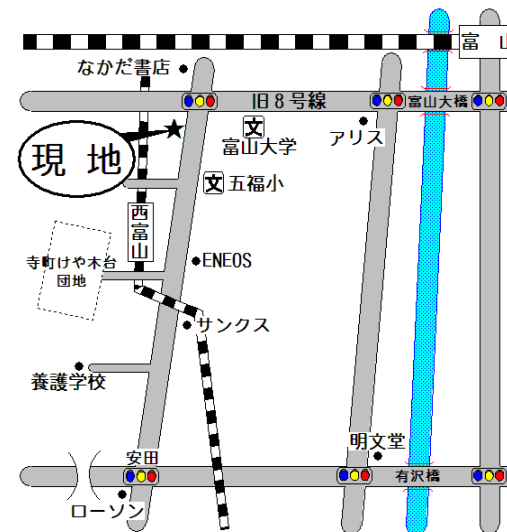 富 山
なかだ書店
旧8号線
富山大橋
文
富山大学
アリス
現 地
文
五福小
西富山
ENEOS
寺町けや木台
団地
サンクス
養護学校
明文堂
安田
有沢橋
ローソン